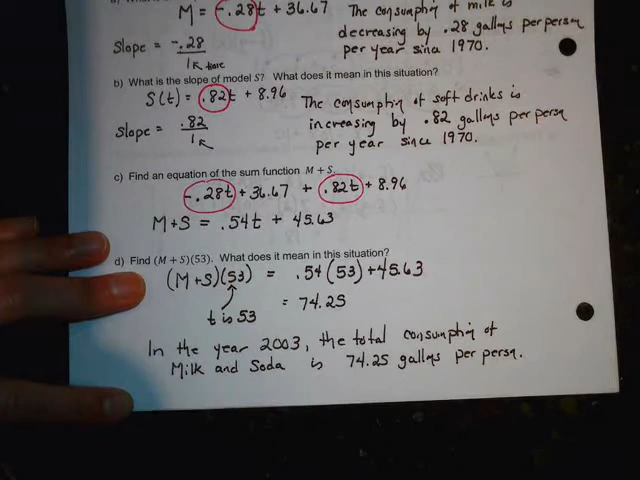 M = -.28t + 36.67 The consumption of milk is
decreasing by .28 gallons per person
per year since 1970.
Slope = -.28
1
b) What is the slope of model S? What does it mean in this situation?
S(t) = .82t + 8.96 The consumption of soft drinks is
increasing by .82 gallons per person
per year since 1970.
Slope = .82
1
c) Find an equation of the sum function M + S.
-.28t + 36.67 + .82t + 8.96
M+S = .54t + 45.63
d) Find (M + S)(53). What does it mean in this situation?
(M+S)(53) = .54(53) + 45.63
= 74.25
t is 53
In the year 2003, the total consumption of
Milk and Soda is 74.25 gallons per person.